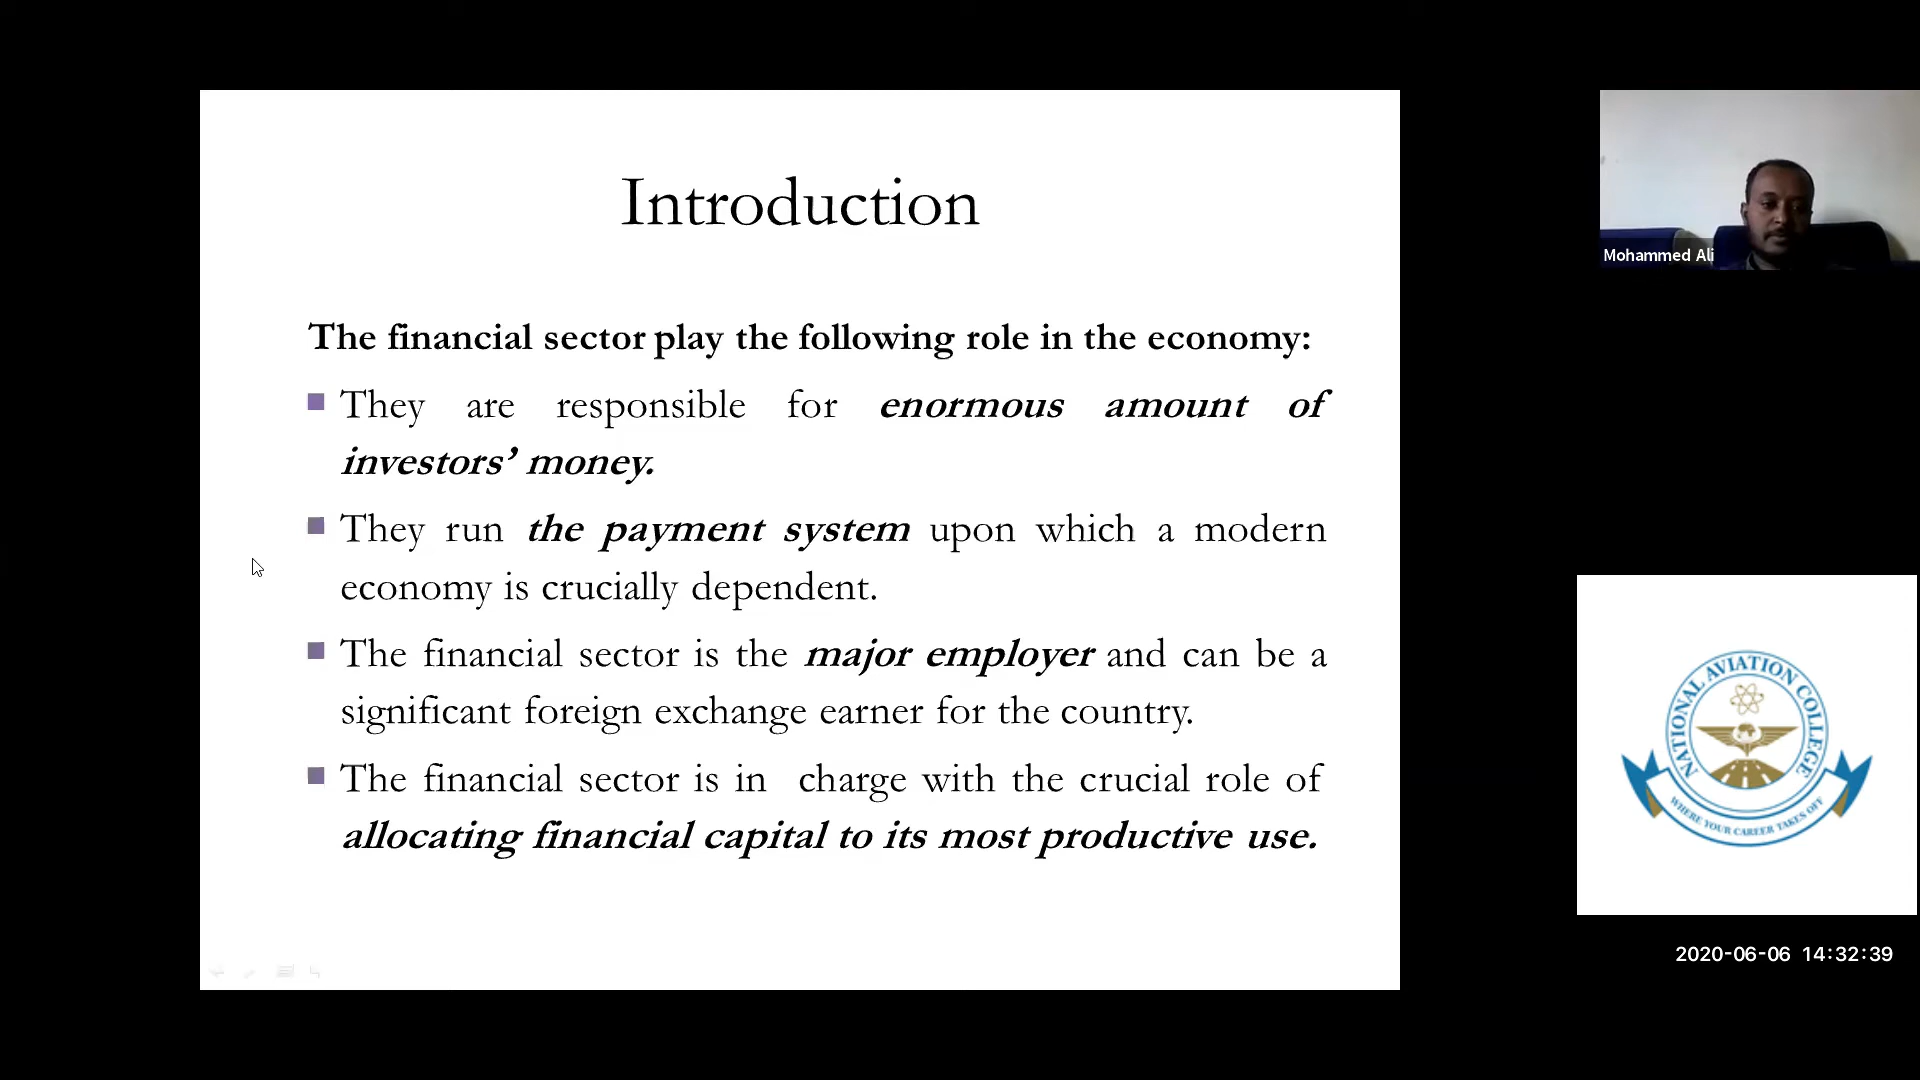 Introduction
The financial sector play the following role in the economy:
They are responsible for enormous amount of
investors’ money.
They run the payment system upon which a modern
economy is crucially dependent.
The financial sector is the major employer and can be a
significant foreign exchange earner for the country.
The financial sector is in charge with the crucial role of
allocating financial capital to its most productive use.
Mohammed Ali
NATIONAL AVIATION COLLEGE
WHERE YOUR CAREER TAKES OFF
2020-06-06 14:32:39